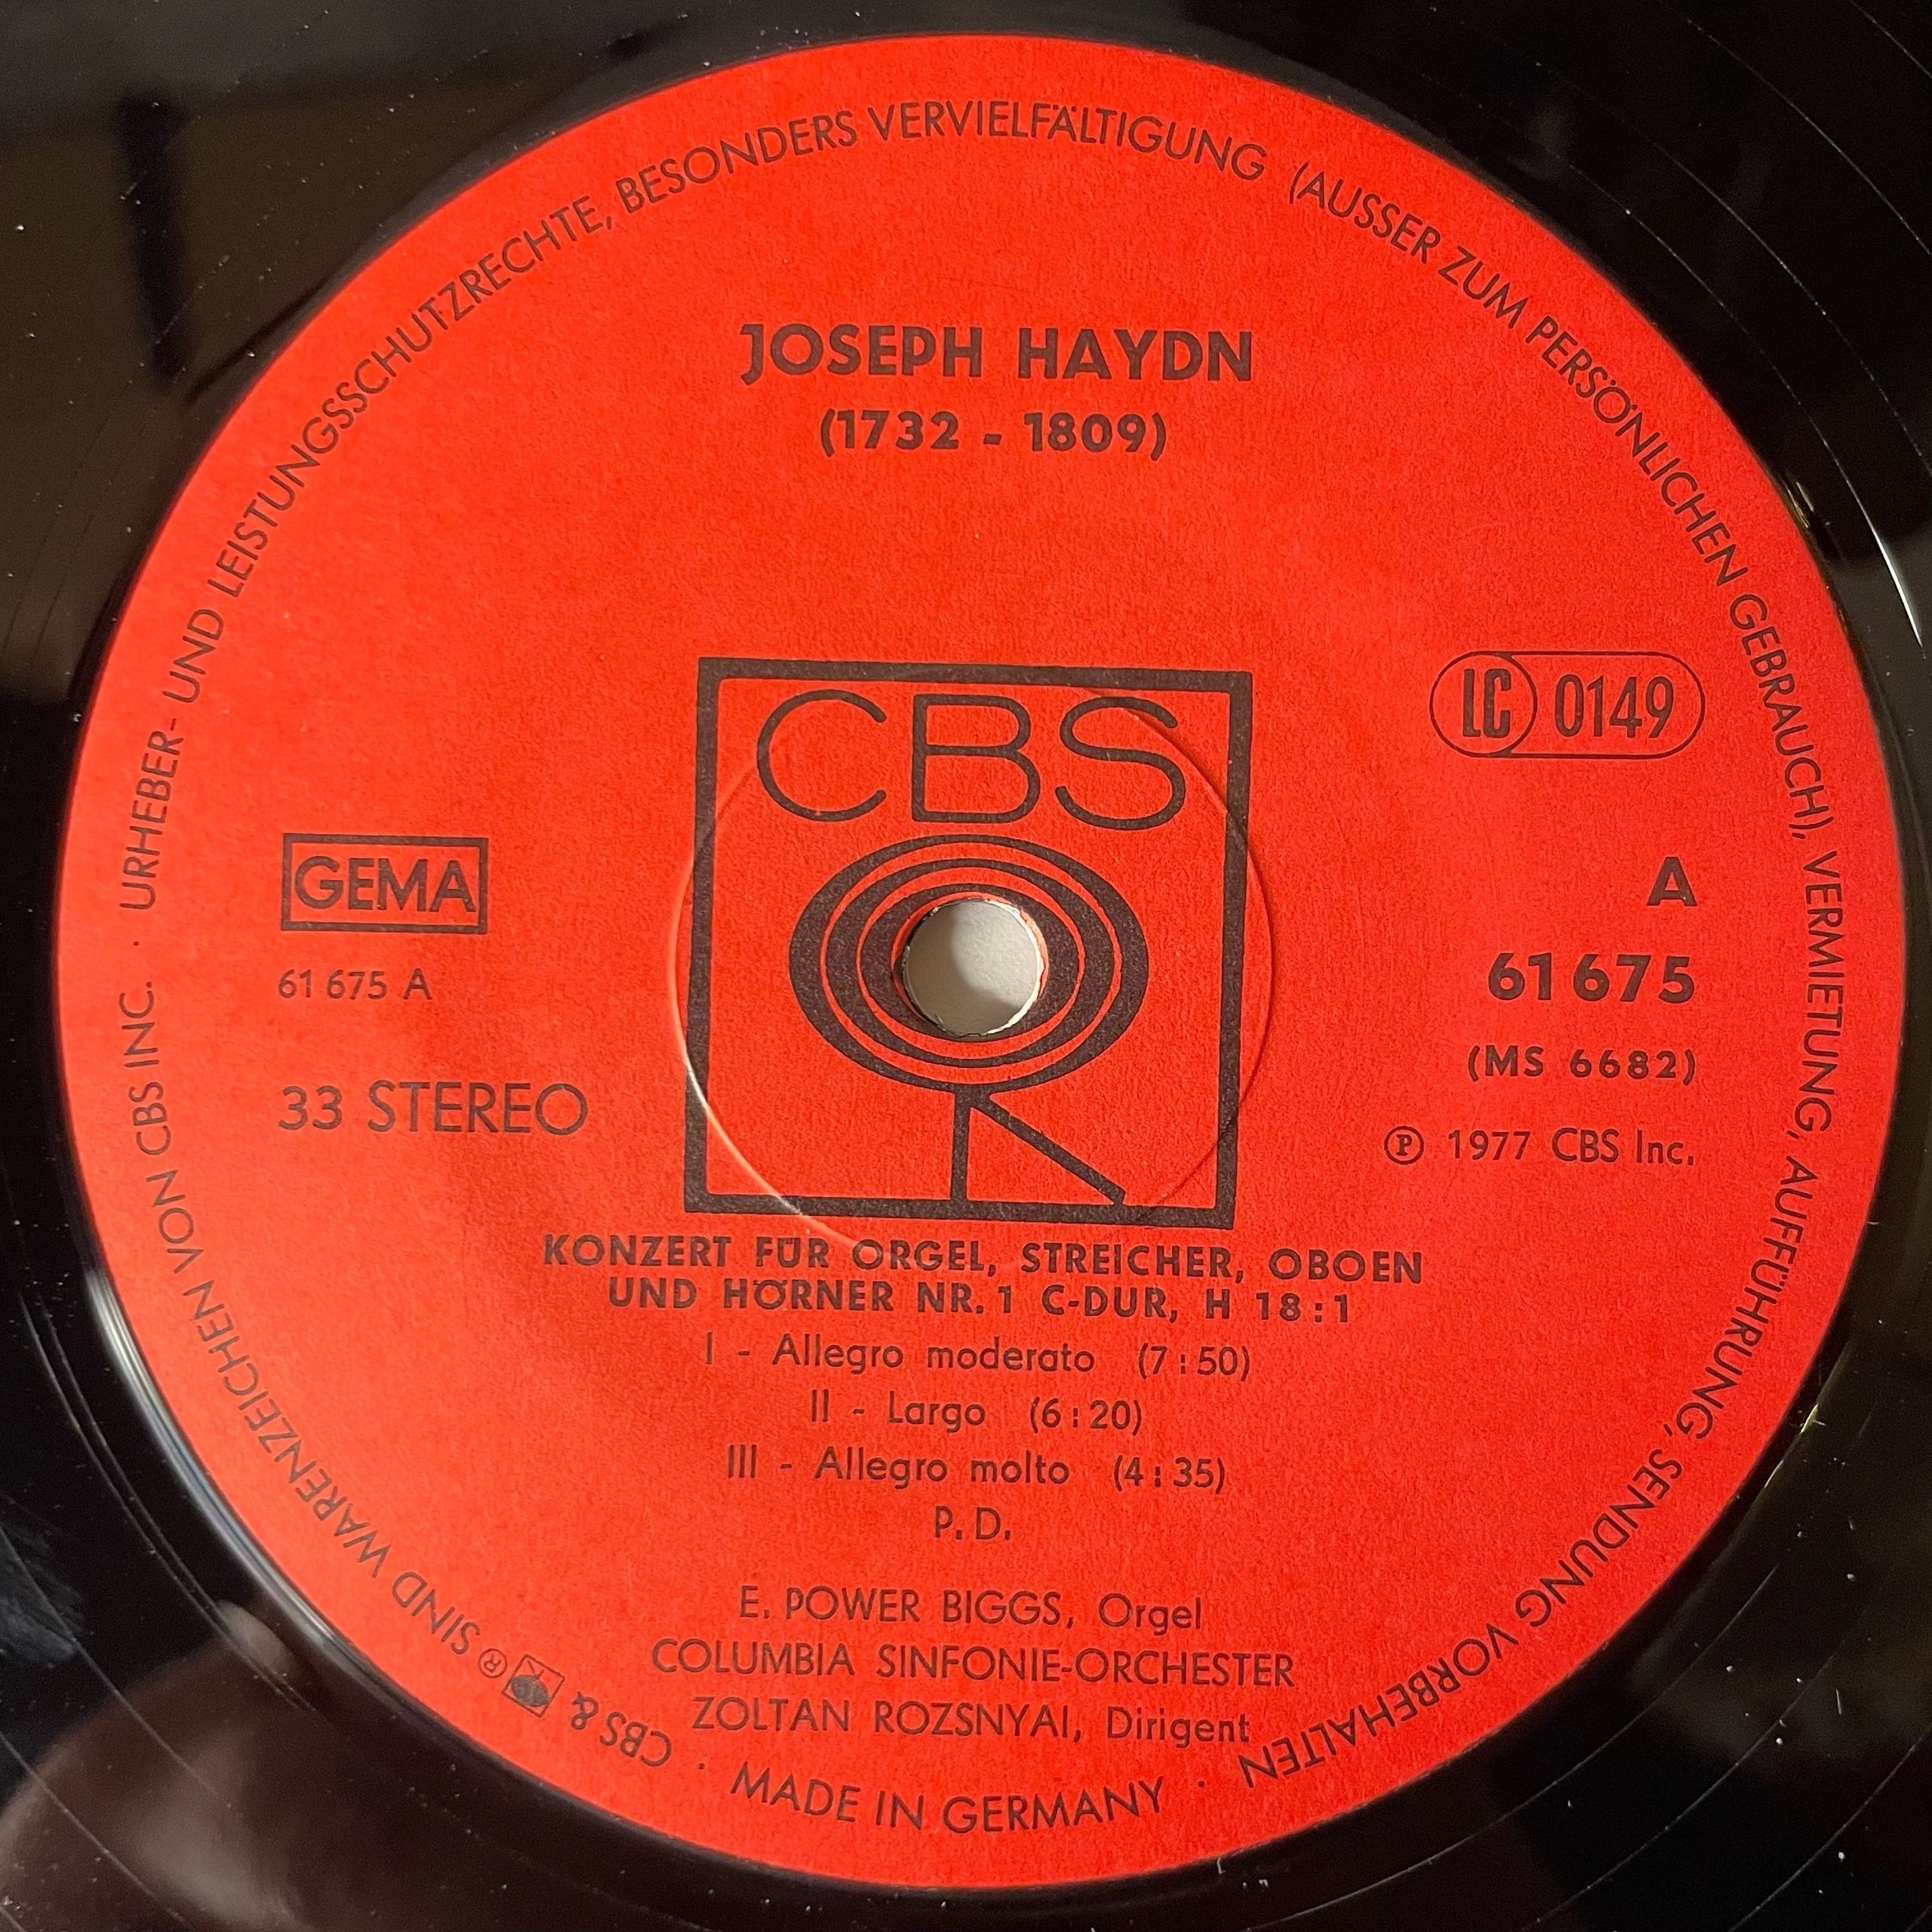 JOSEPH HAYDN
(1732 - 1809)
CBS
LC 0149
GEMA
61 675 A
33 STEREO
A
61 675
(MS 6682)
Ⓟ 1977 CBS Inc.
KONZERT FÜR ORGEL, STREICHER, OBOEN
UND HÖRNER NR. 1 C-DUR, H 18 : 1
I - Allegro moderato (7 : 50)
II - Largo (6 : 20)
III - Allegro molto (4 : 35)
P. D.
E. POWER BIGGS, Orgel
COLUMBIA SINFONIE-ORCHESTER
ZOLTAN ROZSNYAI, Dirigent
CBS & ® SIND WARENZEICHEN VON CBS INC. · URHEBER- UND LEISTUNGSSCHUTZRECHTE, BESONDERS VERVIELFÄLTIGUNG (AUSSER ZUM PERSÖNLICHEN GEBRAUCH), VERMIETUNG, AUFFÜHRUNG, SENDUNG VORBEHALTEN · MADE IN GERMANY ·